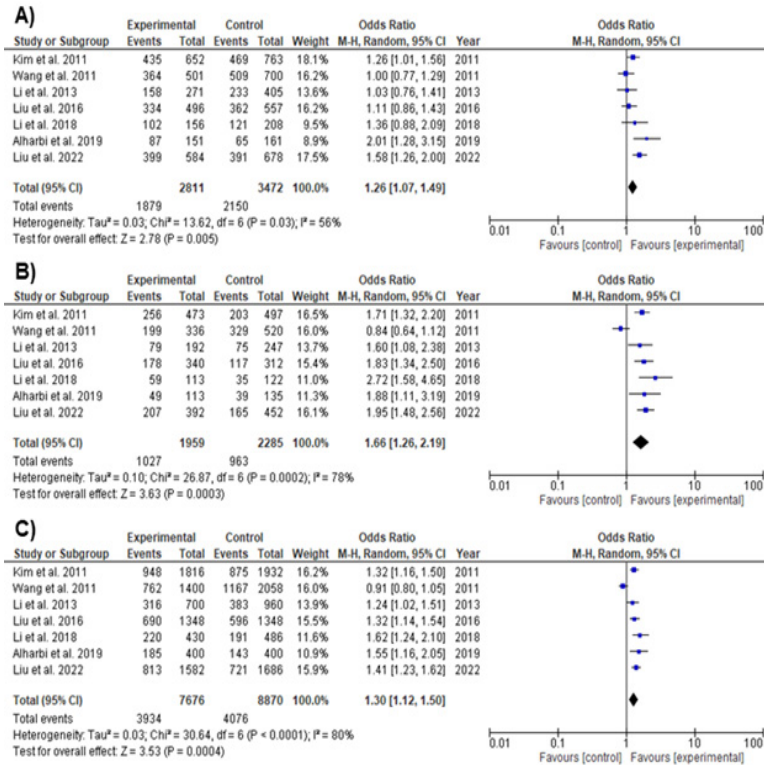 A)
Experimental Control Odds Ratio Odds Ratio
Study or Subgroup Events Total Events Total Weight M-H, Random, 95% CI Year M-H, Random, 95% CI
Kim et al. 2011 435 652 469 763 18.1% 1.26 [1.01, 1.56] 2011
Wang et al. 2011 364 501 509 700 16.0% 1.00 [0.77, 1.29] 2011
Li et al. 2013 158 271 233 405 13.2% 1.03 [0.76, 1.41] 2013
Liu et al. 2016 334 496 362 557 16.4% 1.11 [0.86, 1.43] 2016
Li et al. 2018 102 156 121 208 9.5% 1.36 [0.88, 2.09] 2018
Alharbi et al. 2019 87 151 65 161 8.9% 2.01 [1.28, 3.15] 2019
Liu et al. 2022 399 584 391 678 17.5% 1.58 [1.26, 2.00] 2022
Total (95% CI) 2811 3472 100.0% 1.26 [1.07, 1.49]
Total events 1879 2150
Heterogeneity: Tau² = 0.03; Chi² = 13.62, df = 6 (P = 0.03); I² = 56%
Test for overall effect: Z = 2.78 (P = 0.005)
0.01 0.1 1 10 100
Favours [control] Favours [experimental]
B)
Experimental Control Odds Ratio Odds Ratio
Study or Subgroup Events Total Events Total Weight M-H, Random, 95% CI Year M-H, Random, 95% CI
Kim et al. 2011 256 473 203 497 16.5% 1.71 [1.32, 2.20] 2011
Wang et al. 2011 199 336 329 520 16.0% 0.84 [0.64, 1.12] 2011
Li et al. 2013 79 192 75 247 13.7% 1.60 [1.08, 2.38] 2013
Liu et al. 2016 178 340 117 312 15.4% 1.83 [1.34, 2.50] 2016
Li et al. 2018 59 113 35 122 11.0% 2.72 [1.58, 4.65] 2018
Alharbi et al. 2019 49 113 39 135 11.3% 1.88 [1.11, 3.19] 2019
Liu et al. 2022 207 392 165 452 16.1% 1.95 [1.48, 2.56] 2022
Total (95% CI) 1959 2285 100.0% 1.66 [1.26, 2.19]
Total events 1027 963
Heterogeneity: Tau² = 0.10; Chi² = 26.87, df = 6 (P = 0.0002); I² = 78%
Test for overall effect: Z = 3.63 (P = 0.0003)
0.01 0.1 1 10 100
Favours [control] Favours [experimental]
C)
Experimental Control Odds Ratio Odds Ratio
Study or Subgroup Events Total Events Total Weight M-H, Random, 95% CI Year M-H, Random, 95% CI
Kim et al. 2011 948 1816 875 1932 16.2% 1.32 [1.16, 1.50] 2011
Wang et al. 2011 762 1400 1167 2058 15.9% 0.91 [0.80, 1.05] 2011
Li et al. 2013 316 700 383 960 13.9% 1.24 [1.02, 1.51] 2013
Liu et al. 2016 690 1348 596 1348 15.5% 1.32 [1.14, 1.54] 2016
Li et al. 2018 220 430 191 486 11.6% 1.62 [1.24, 2.10] 2018
Alharbi et al. 2019 185 400 143 400 11.0% 1.55 [1.16, 2.05] 2019
Liu et al. 2022 813 1582 721 1686 15.9% 1.41 [1.23, 1.62] 2022
Total (95% CI) 7676 8870 100.0% 1.30 [1.12, 1.50]
Total events 3934 4076
Heterogeneity: Tau² = 0.03; Chi² = 30.64, df = 6 (P < 0.0001); I² = 80%
Test for overall effect: Z = 3.53 (P = 0.0004)
0.01 0.1 1 10 100
Favours [control] Favours [experimental]